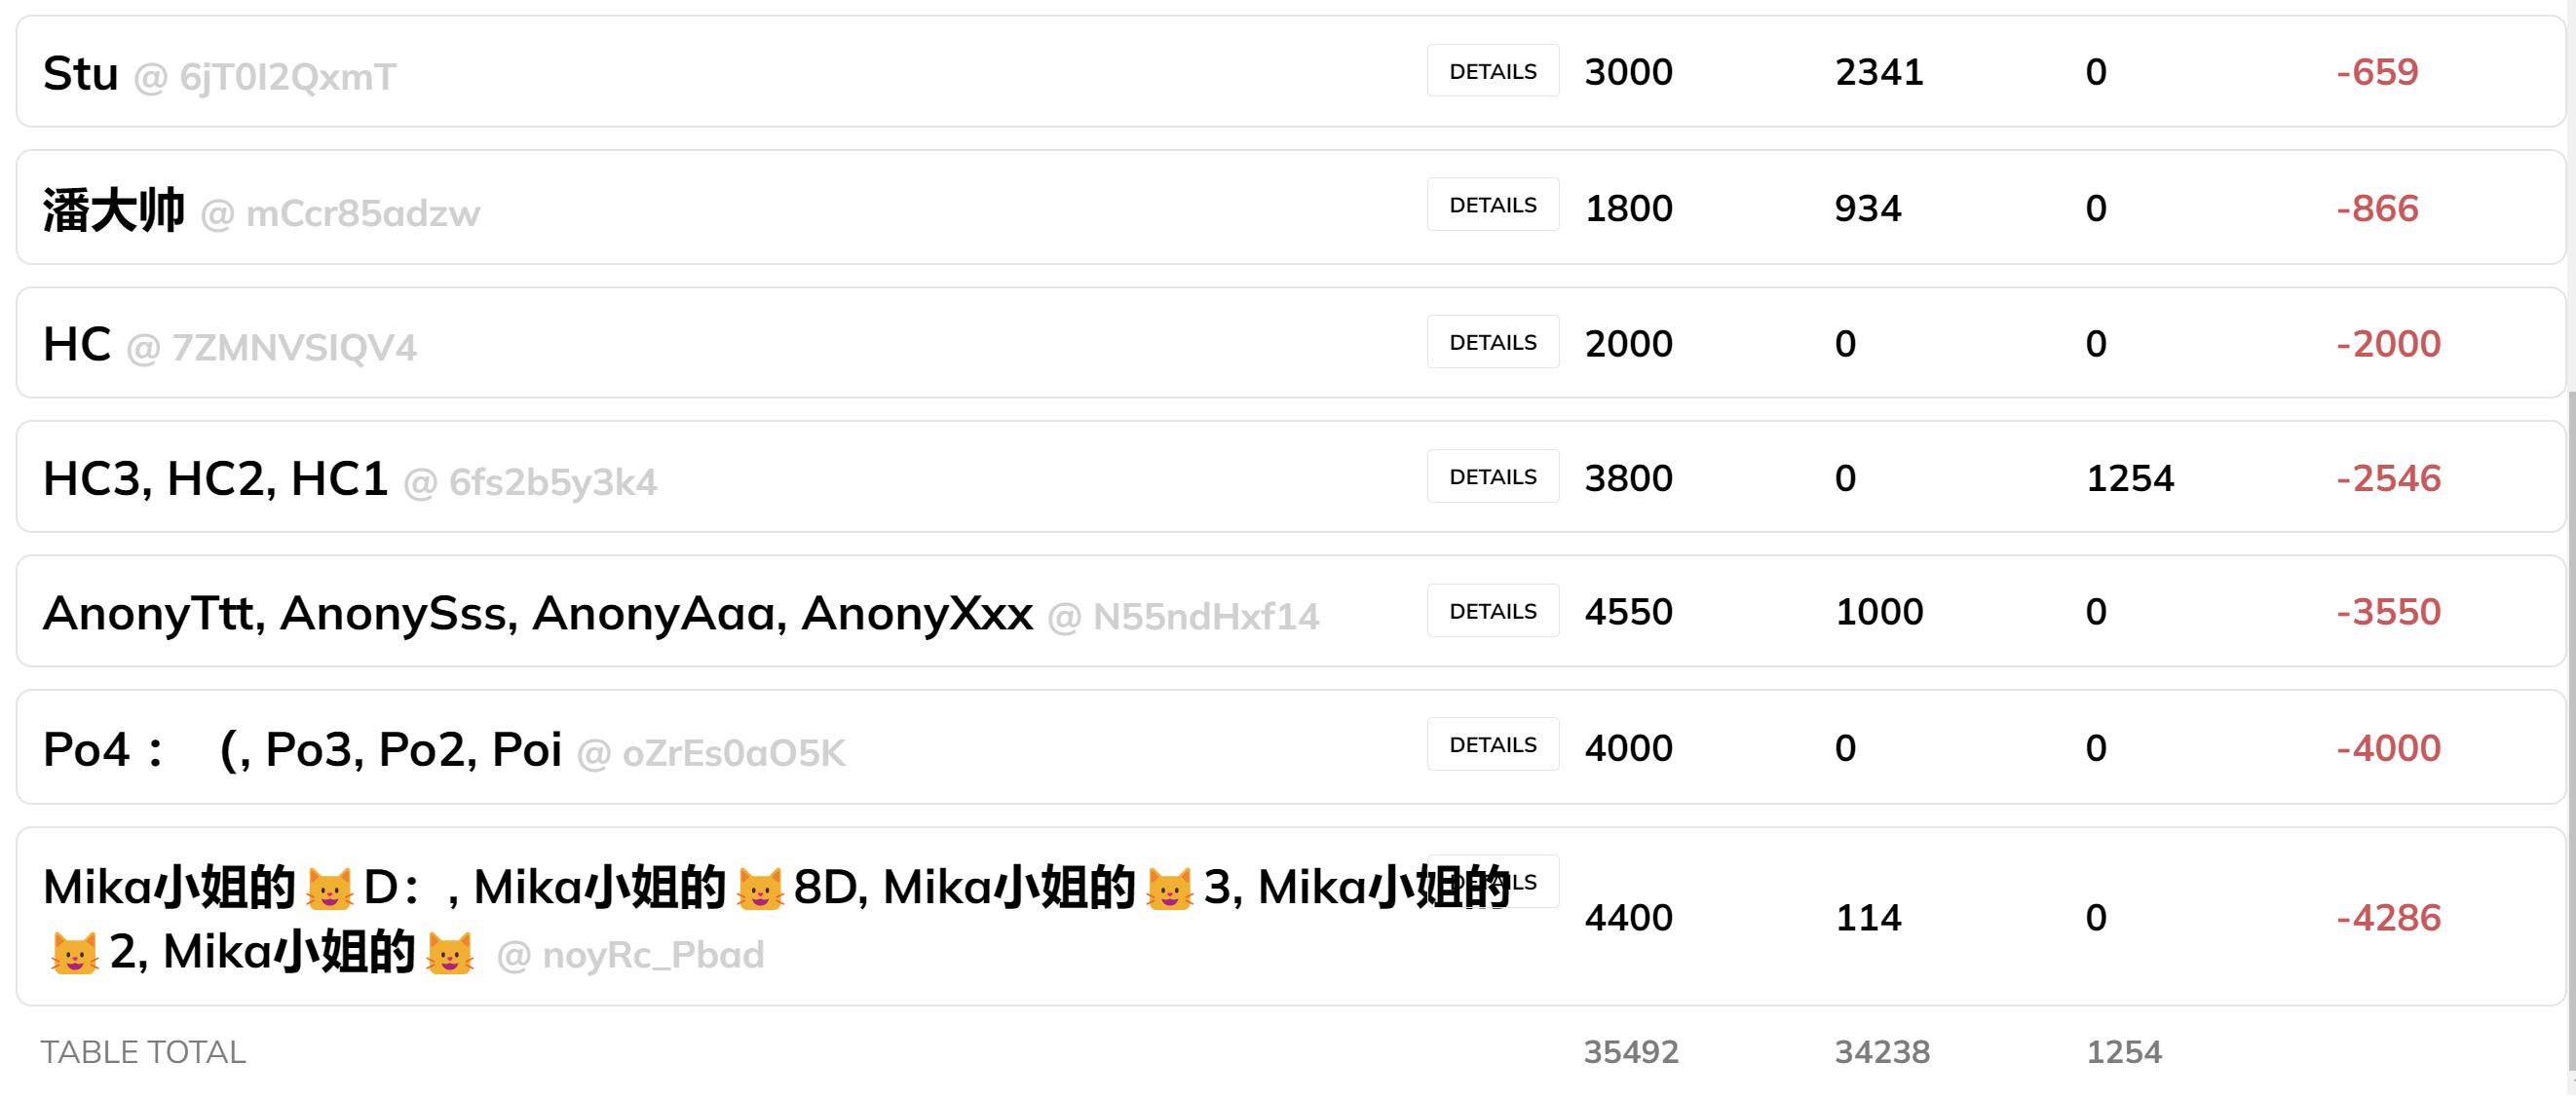 Stu @ 6jT0I2QxmT DETAILS 3000 2341 0 -659
潘大帅 @ mCcr85adzw DETAILS 1800 934 0 -866
HC @ 7ZMNVSIQV4 DETAILS 2000 0 0 -2000
HC3, HC2, HC1 @ 6fs2b5y3k4 DETAILS 3800 0 1254 -2546
AnonyTtt, AnonySss, AnonyAaa, AnonyXxx @ N55ndHxf14 DETAILS 4550 1000 0 -3550
Po4： （, Po3, Po2, Poi @ oZrEs0aO5K DETAILS 4000 0 0 -4000
Mika小姐的😺D：, Mika小姐的😺8D, Mika小姐的😺3, Mika小姐的 DETAILS 4400 114 0 -4286
😺2, Mika小姐的😺 @ noyRc_Pbad
TABLE TOTAL 35492 34238 1254